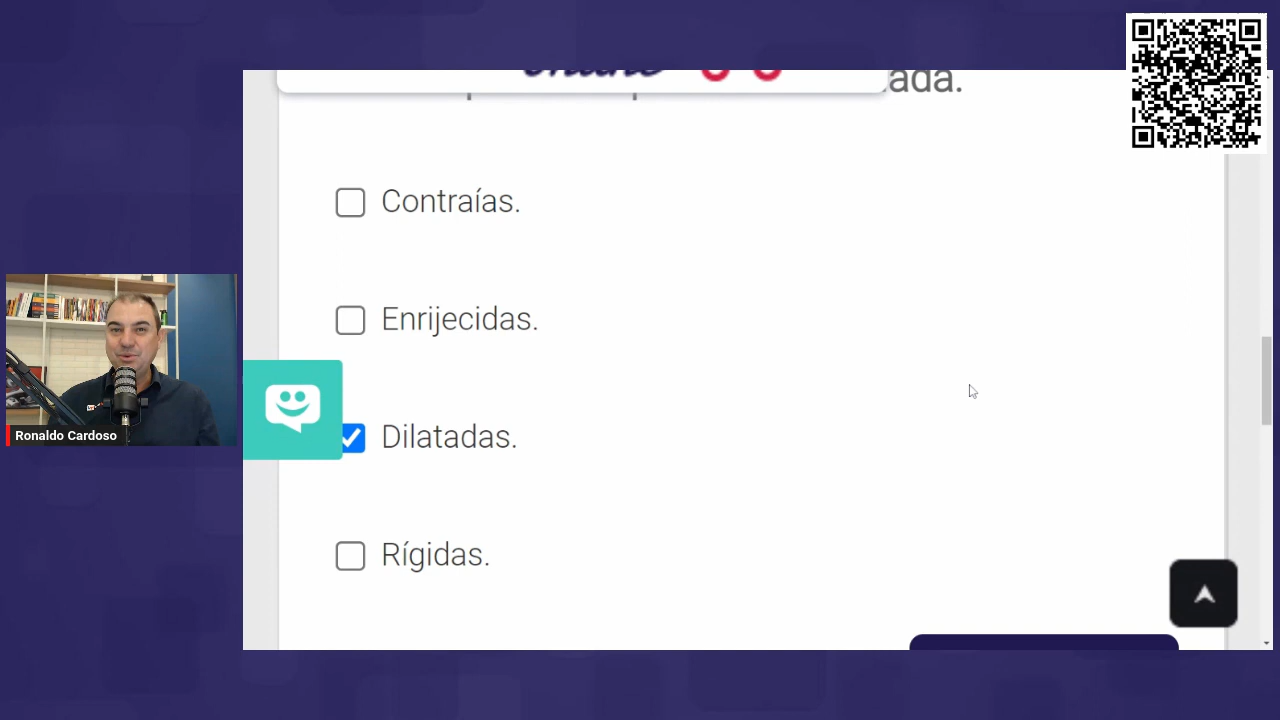 ada.
Contraías.
Enrijecidas.
Dilatadas.
Rígidas.
Ronaldo Cardoso